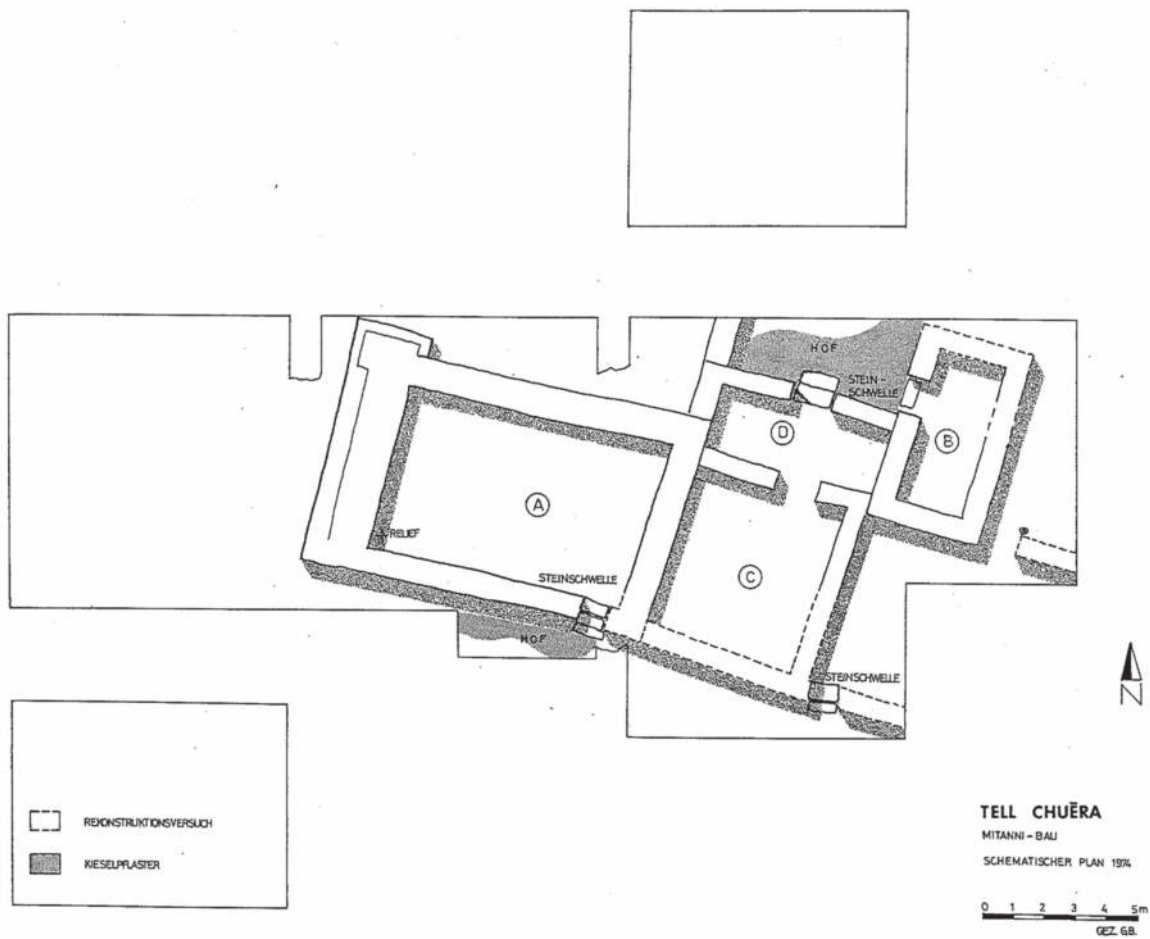 HOF
STEIN-
SCHWELLE
D
B
A
RELIEF
C
STEINSCHWELLE
HOF
STEINSCHWELLE
N
REKONSTRUKTIONSVERSUCH
KIESELPFLASTER
TELL CHUĒRA
MITANNI-BAU
SCHEMATISCHER PLAN 1974
0 1 2 3 4 5m
GEZ. G.B.